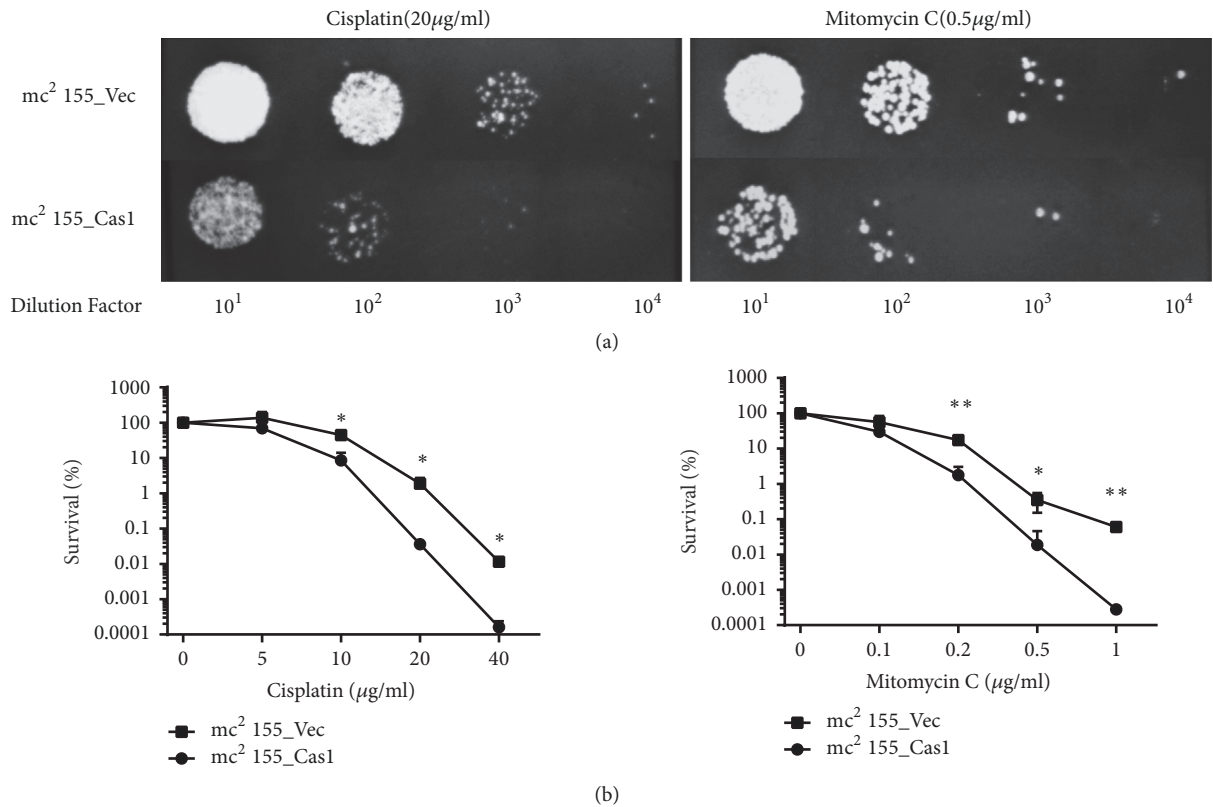 Cisplatin(20μg/ml) Mitomycin C(0.5μg/ml)
mc² 155_Vec
mc² 155_Cas1
Dilution Factor 10¹ 10² 10³ 10⁴ 10¹ 10² 10³ 10⁴
(a)
1000
100
10
1
0.1
0.01
0.001
0.0001
Survival (%)
* * *
0 5 10 20 40
Cisplatin (μg/ml)
mc² 155_Vec
mc² 155_Cas1
1000
100
10
1
0.1
0.01
0.001
0.0001
Survival (%)
** * **
0 0.1 0.2 0.5 1
Mitomycin C (μg/ml)
mc² 155_Vec
mc² 155_Cas1
(b)